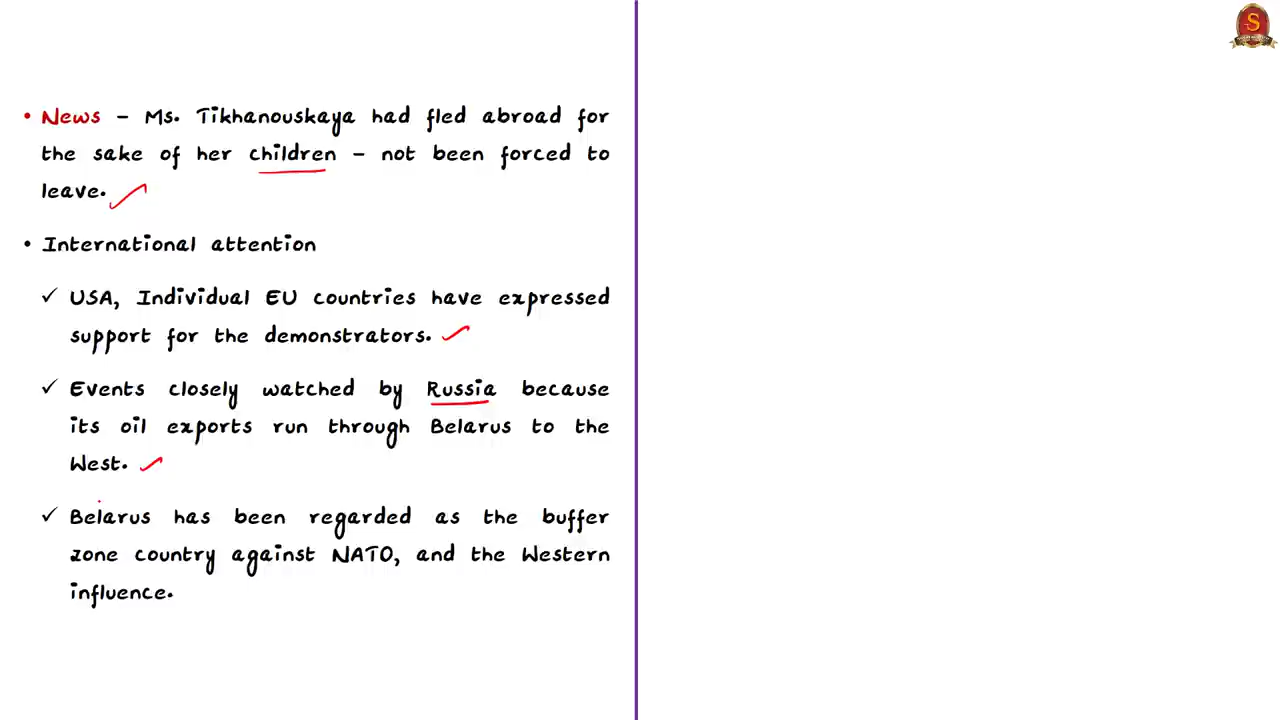 • News – Ms. Tikhanouskaya had fled abroad for
the sake of her children – not been forced to
leave.
• International attention
✓ USA, Individual EU countries have expressed
support for the demonstrators.
✓ Events closely watched by Russia because
its oil exports run through Belarus to the
West.
✓ Belarus has been regarded as the buffer
zone country against NATO, and the Western
influence.
S